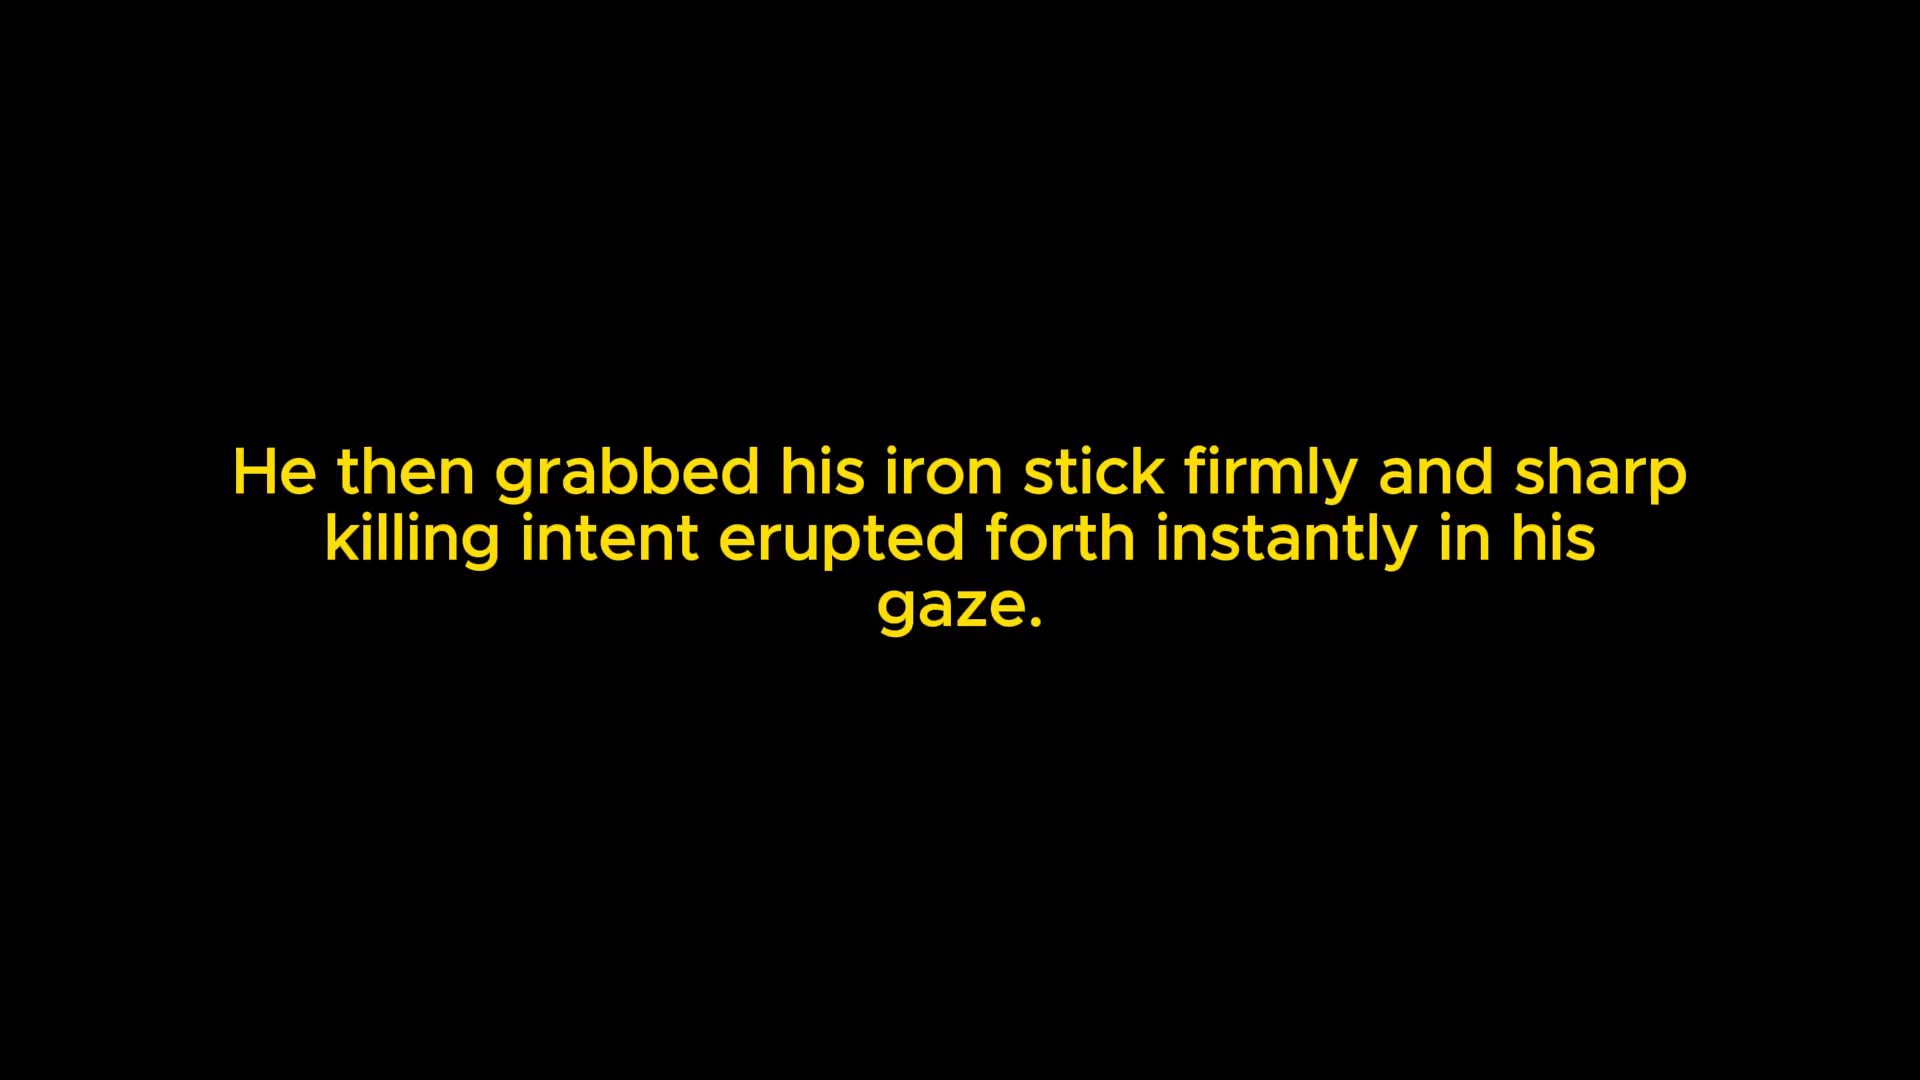 He then grabbed his iron stick firmly and sharp
killing intent erupted forth instantly in his
gaze.